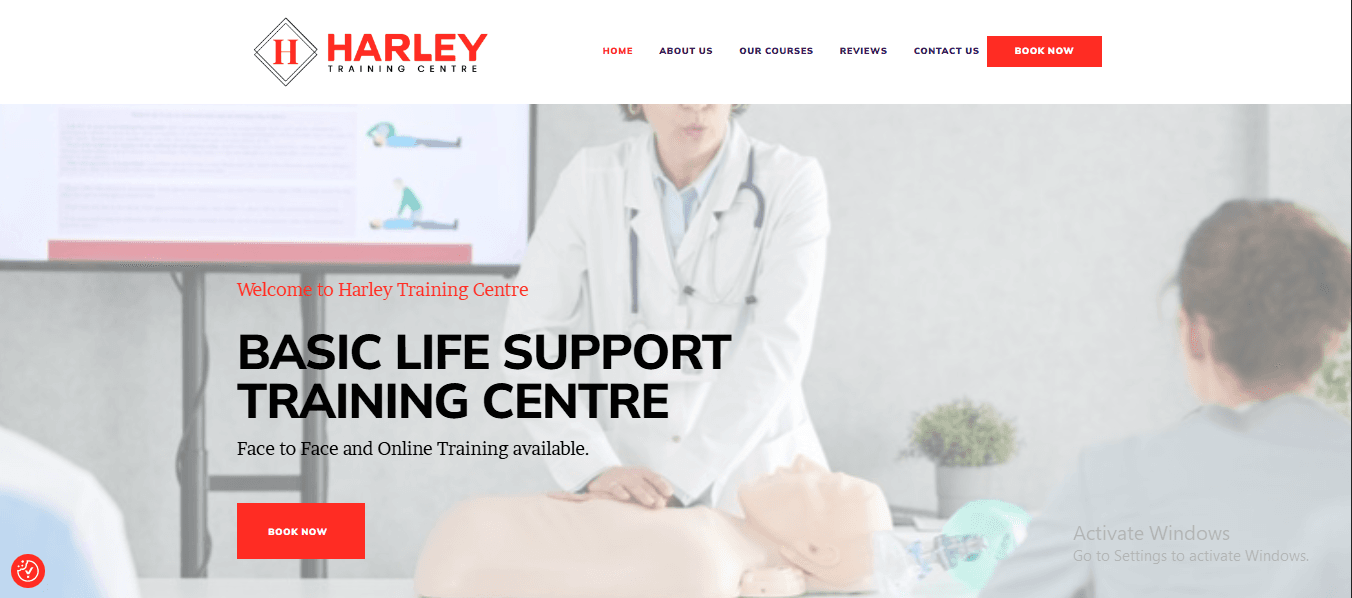 H
HARLEY
TRAINING CENTRE
HOME
ABOUT US
OUR COURSES
REVIEWS
CONTACT US
BOOK NOW
Welcome to Harley Training Centre
BASIC LIFE SUPPORT
TRAINING CENTRE
Face to Face and Online Training available.
BOOK NOW
Activate Windows
Go to Settings to activate Windows.